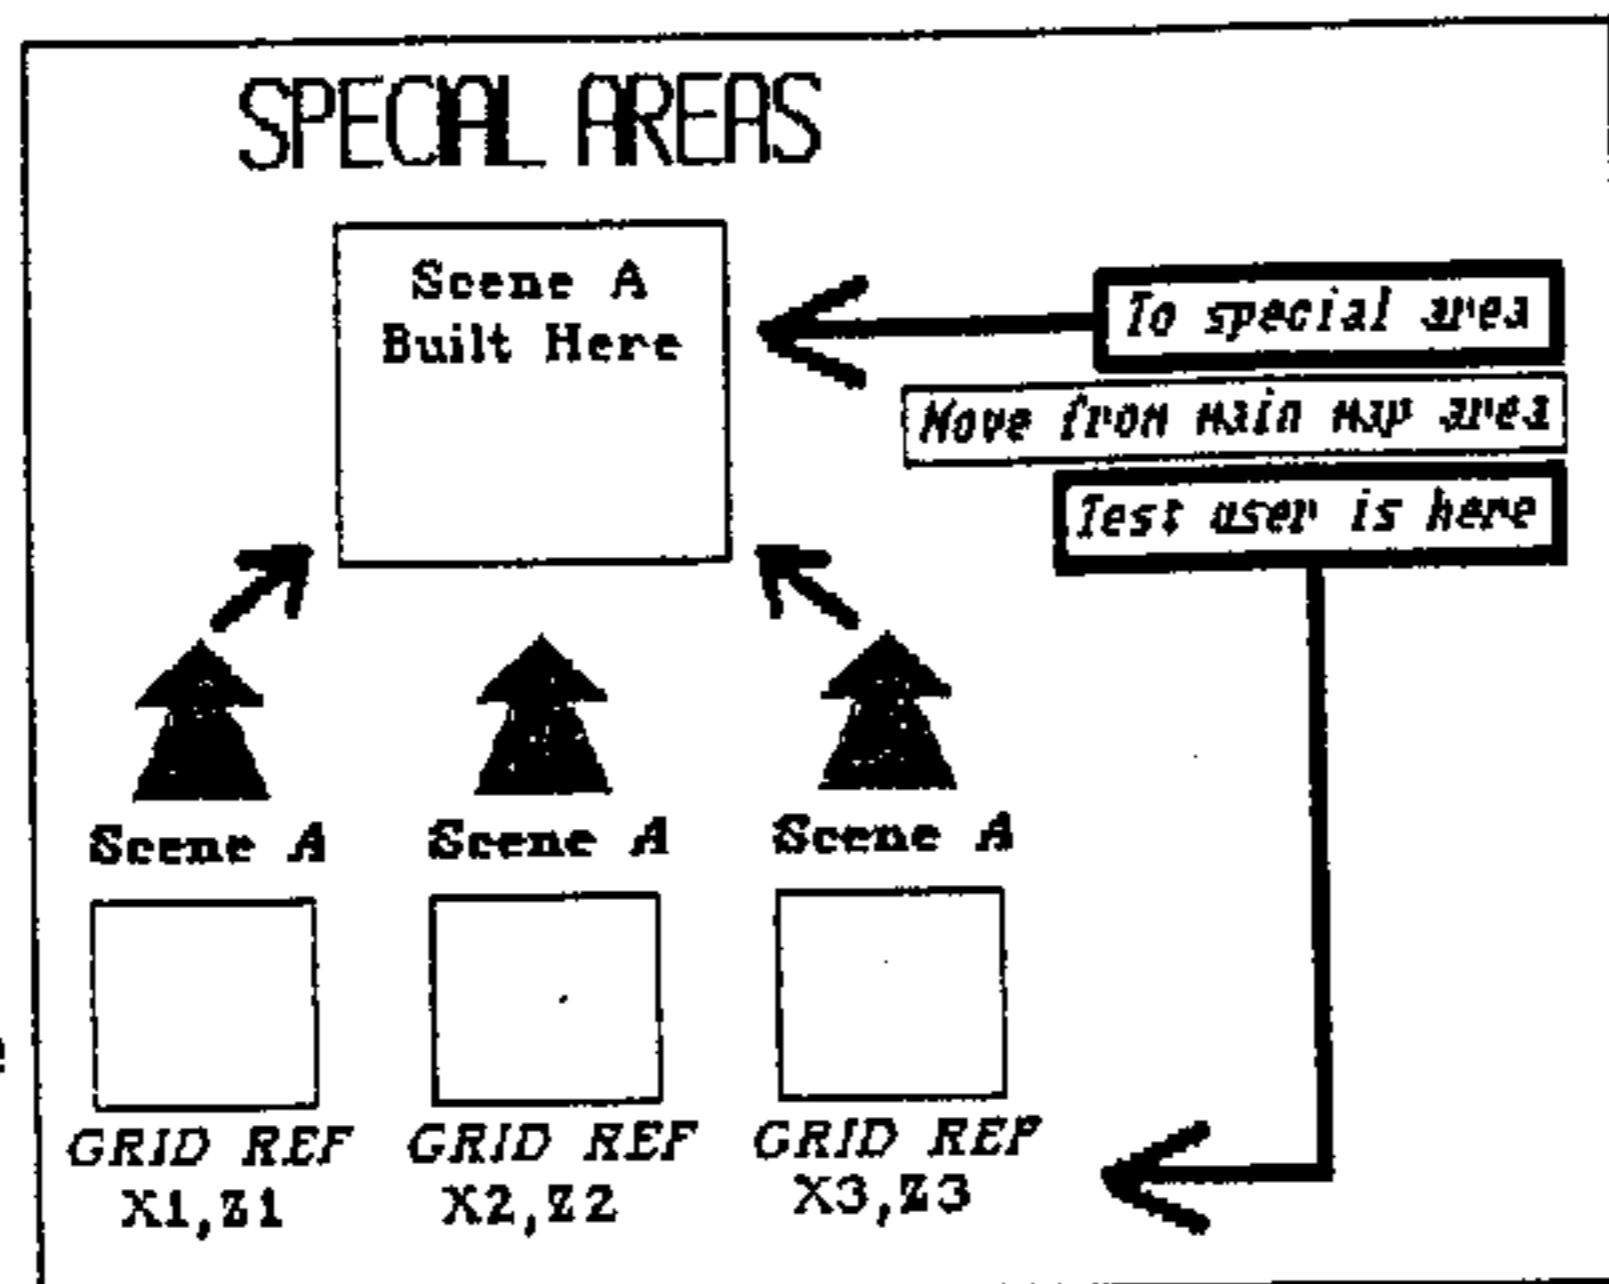 SPECIAL AREAS
Scene A
Built Here
To special area
Move from main map area
Test user is here
Scene A
Scene A
Scene A
GRID REF
X1,Z1
GRID REF
X2,Z2
GRID REF
X3,Z3